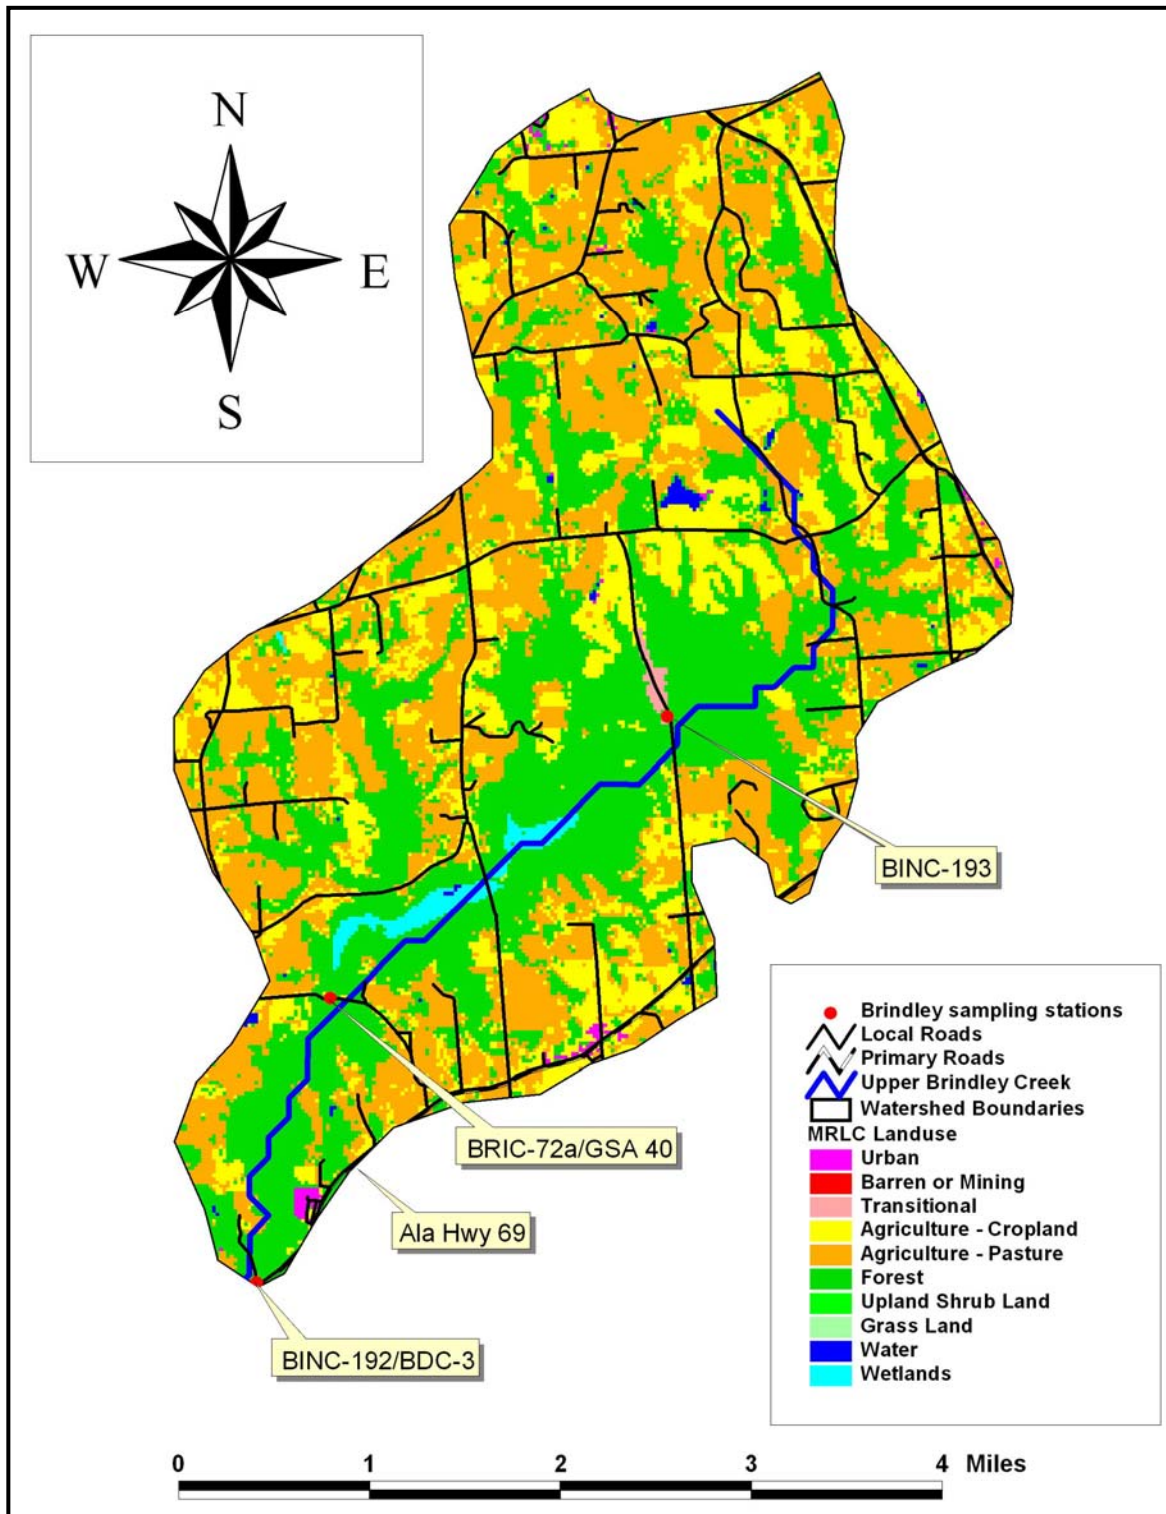 N
W
E
S
BINC-193
BRIC-72a/GSA 40
Ala Hwy 69
BINC-192/BDC-3
Brindley sampling stations
Local Roads
Primary Roads
Upper Brindley Creek
Watershed Boundaries
MRLC Landuse
Urban
Barren or Mining
Transitional
Agriculture - Cropland
Agriculture - Pasture
Forest
Upland Shrub Land
Grass Land
Water
Wetlands
0 1 2 3 4 Miles